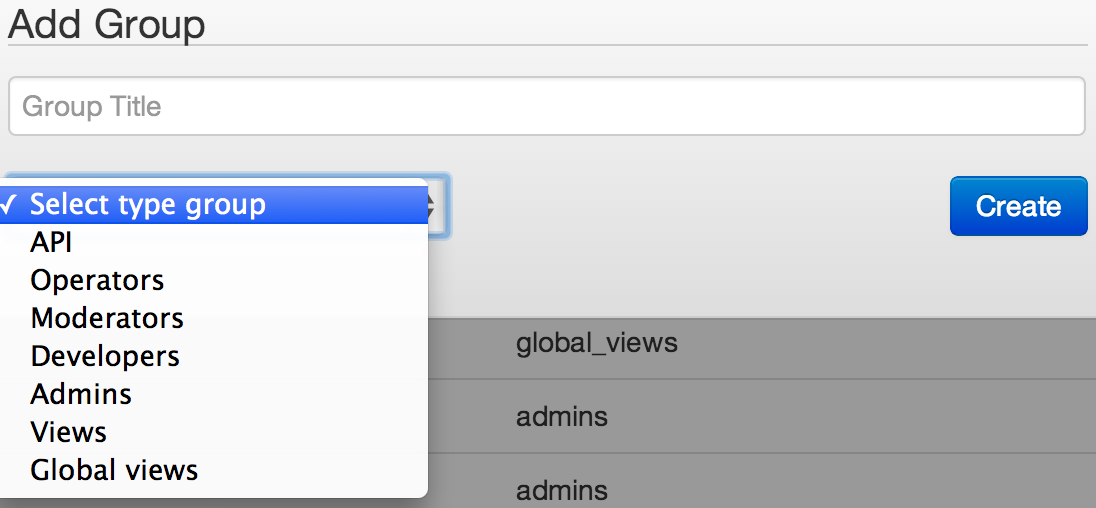 Add Group
Group Title
✓ Select type group
Create
API
Operators
Moderators
Developers
Admins
Views
Global views
global_views
admins
admins